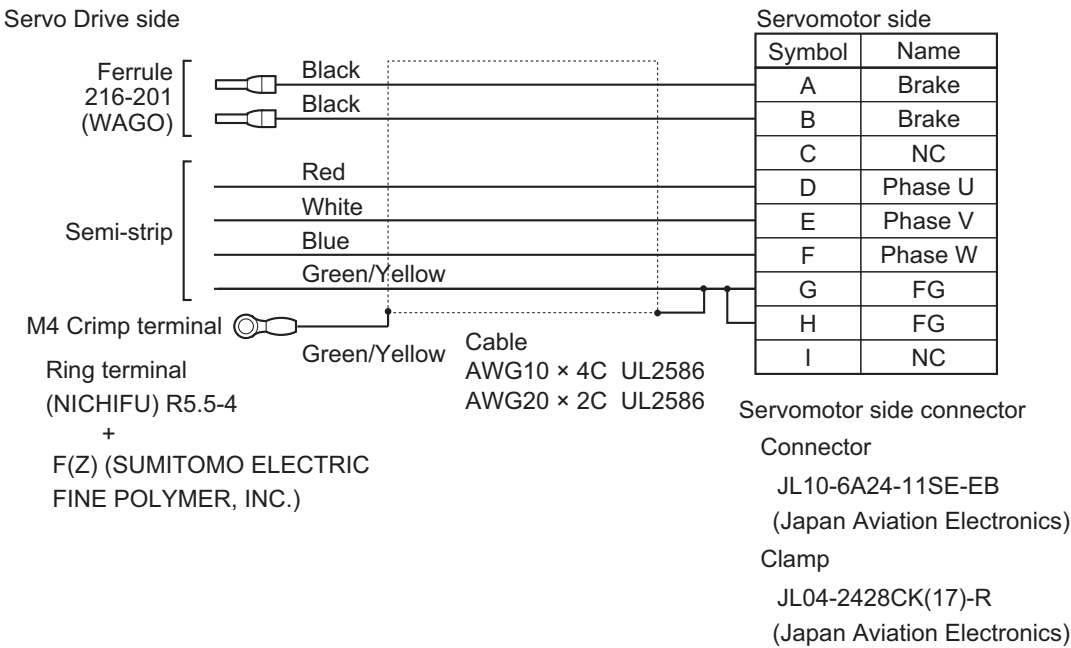 Servo Drive side
Servomotor side
Symbol Name
Ferrule
216-201
(WAGO)
Black
Black
A Brake
B Brake
C NC
Semi-strip
Red
White
Blue
Green/Yellow
D Phase U
E Phase V
F Phase W
G FG
H FG
I NC
M4 Crimp terminal
Green/Yellow
Ring terminal
(NICHIFU) R5.5-4
+
F(Z) (SUMITOMO ELECTRIC
FINE POLYMER, INC.)
Cable
AWG10 × 4C UL2586
AWG20 × 2C UL2586
Servomotor side connector
Connector
JL10-6A24-11SE-EB
(Japan Aviation Electronics)
Clamp
JL04-2428CK(17)-R
(Japan Aviation Electronics)